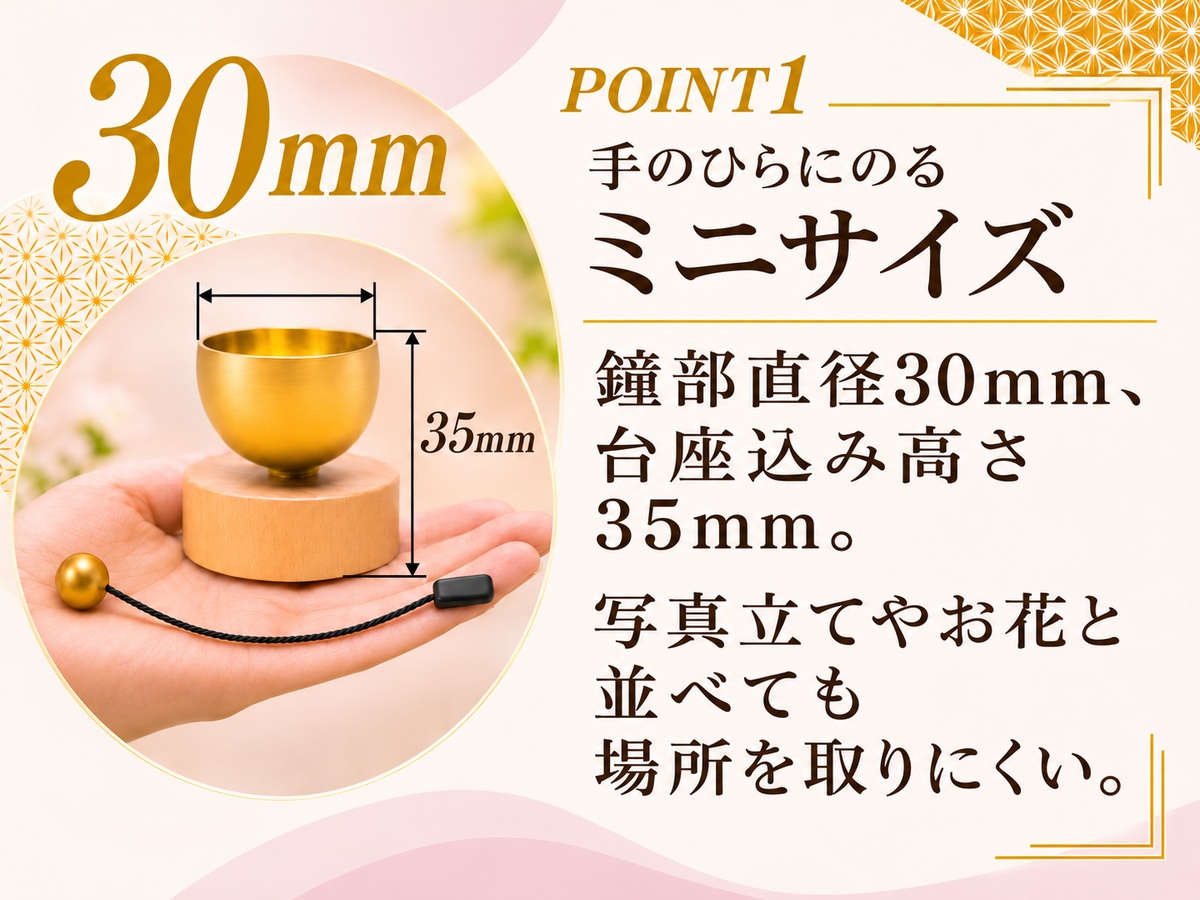 30mm
35mm
POINT1
手のひらにのる
ミニサイズ
鐘部直径30mm、
台座込み高さ
35mm。
写真立てやお花と
並べても
場所を取りにくい。